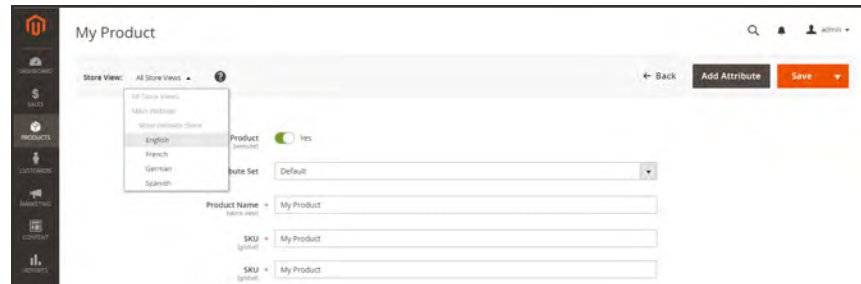 My Product
admin
DASHBOARD
Store View: All Store Views
← Back
Add Attribute
Save
$
SALES
All Store Views
Main Website
Main Website Store
English
French
German
Spanish
PRODUCTS
Product
[website]
Yes
CUSTOMERS
bute Set
Default
MARKETING
Product Name *
[store view]
My Product
CONTENT
SKU *
[global]
My Product
REPORTS
SKU *
[global]
My Product